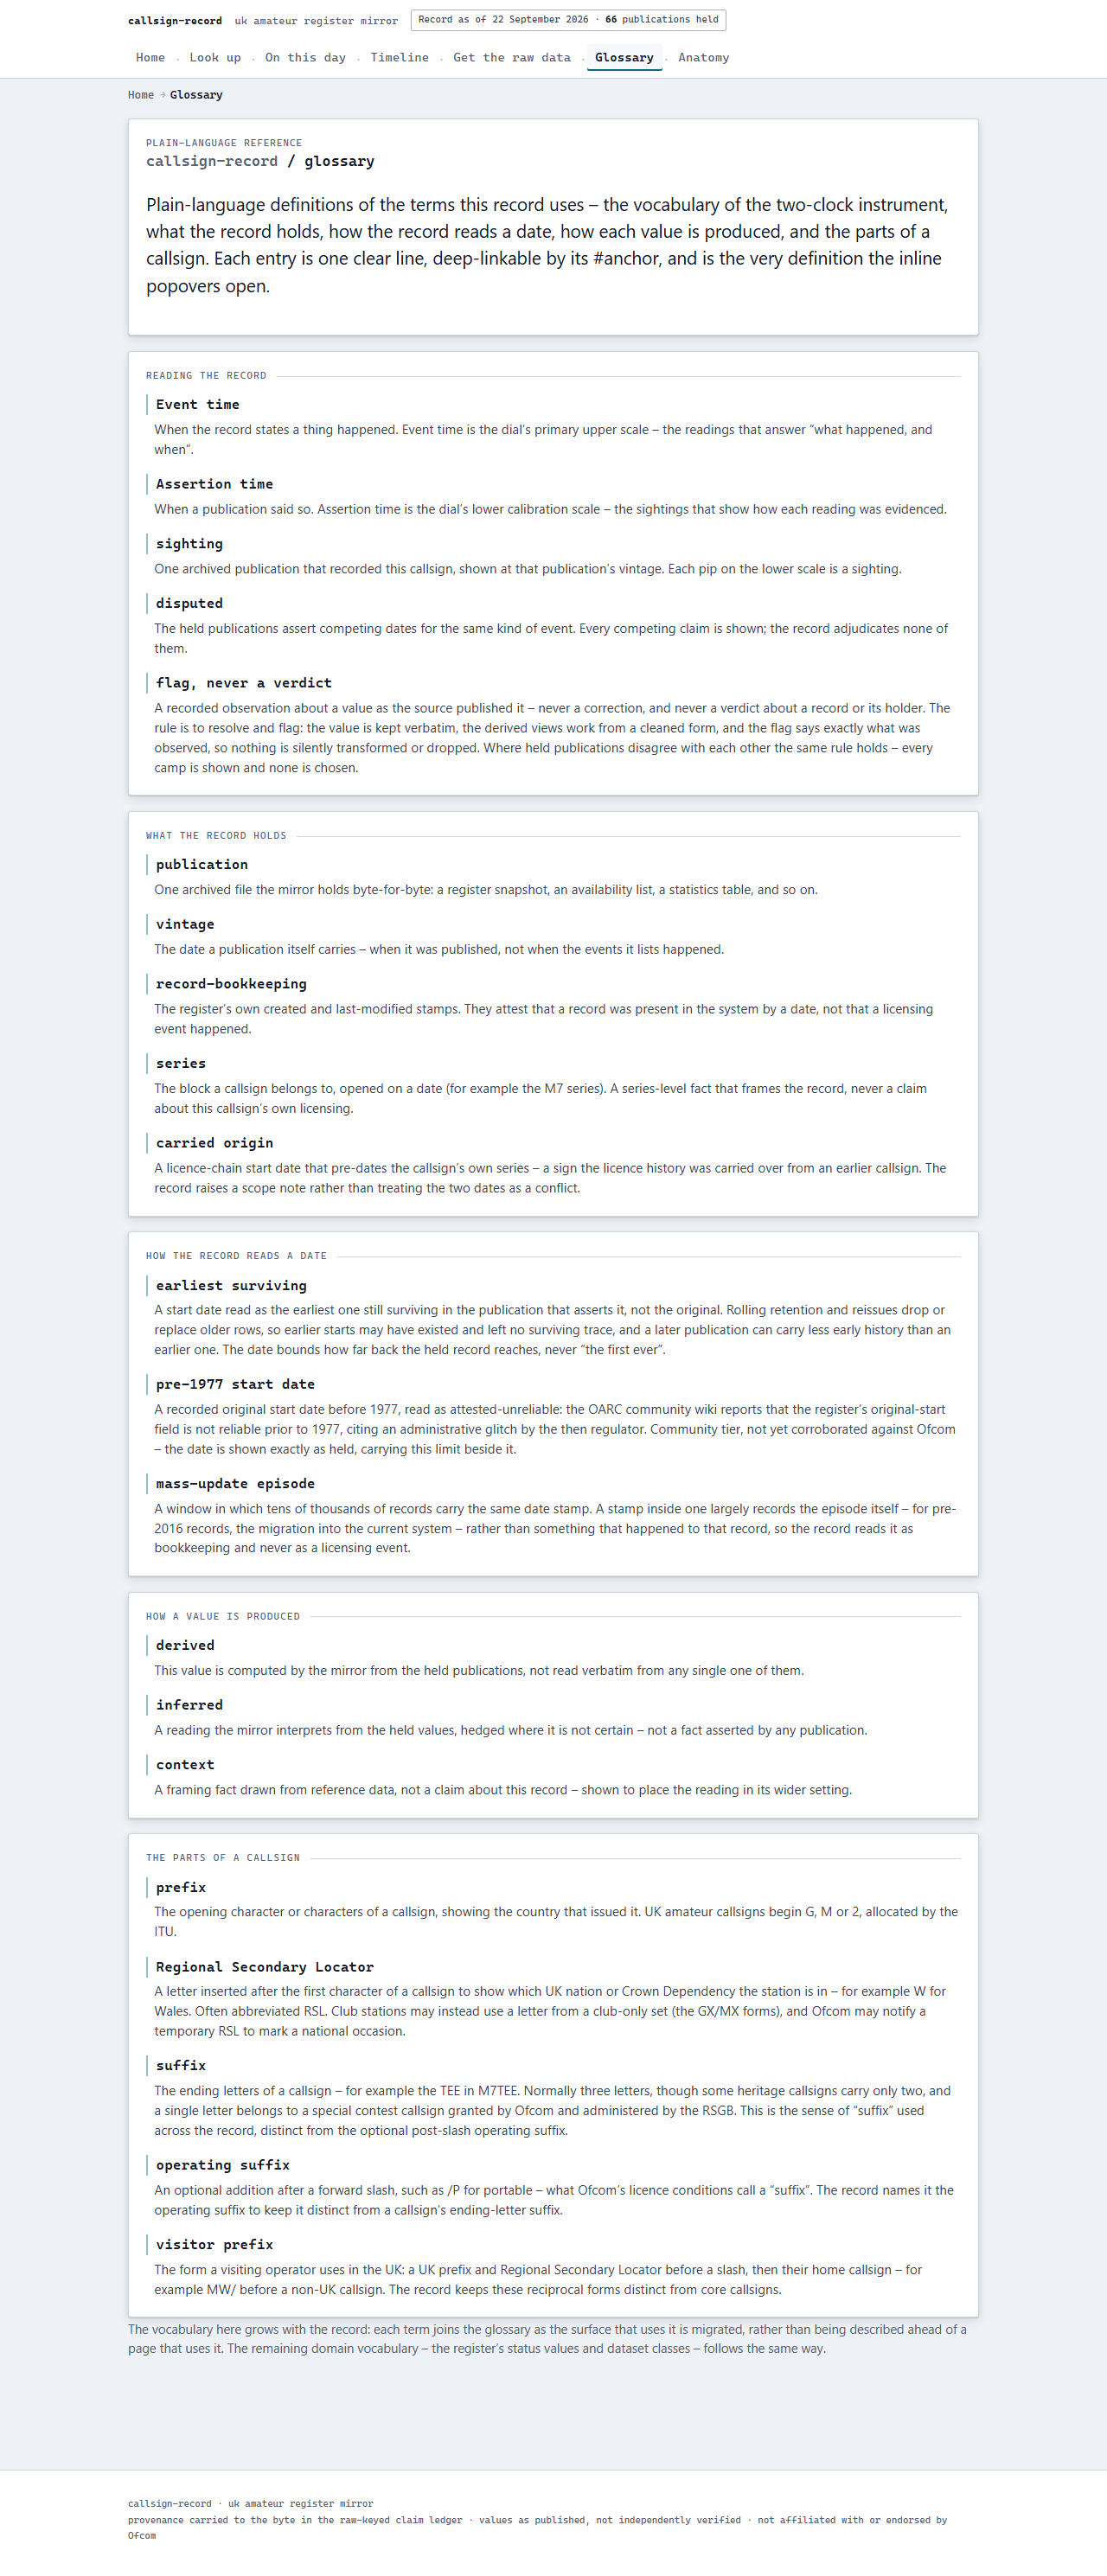 callsign-record uk amateur register mirror Record as of 22 September 2026 · 66 publications held
Home · Look up · On this day · Timeline · Get the raw data · Glossary · Anatomy
Home → Glossary
PLAIN-LANGUAGE REFERENCE
callsign-record / glossary
Plain-language definitions of the terms this record uses – the vocabulary of the two-clock instrument,
what the record holds, how the record reads a date, how each value is produced, and the parts of a
callsign. Each entry is one clear line, deep-linkable by its #anchor, and is the very definition the inline
popovers open.
READING THE RECORD
Event time
When the record states a thing happened. Event time is the dial’s primary upper scale – the readings that answer “what happened, and
when”.
Assertion time
When a publication said so. Assertion time is the dial’s lower calibration scale – the sightings that show how each reading was evidenced.
sighting
One archived publication that recorded this callsign, shown at that publication’s vintage. Each pip on the lower scale is a sighting.
disputed
The held publications assert competing dates for the same kind of event. Every competing claim is shown; the record adjudicates none of
them.
flag, never a verdict
A recorded observation about a value as the source published it – never a correction, and never a verdict about a record or its holder. The
rule is to resolve and flag: the value is kept verbatim, the derived views work from a cleaned form, and the flag says exactly what was
observed, so nothing is silently transformed or dropped. Where held publications disagree with each other the same rule holds – every
camp is shown and none is chosen.
WHAT THE RECORD HOLDS
publication
One archived file the mirror holds byte-for-byte: a register snapshot, an availability list, a statistics table, and so on.
vintage
The date a publication itself carries – when it was published, not when the events it lists happened.
record-bookkeeping
The register’s own created and last-modified stamps. They attest that a record was present in the system by a date, not that a licensing
event happened.
series
The block a callsign belongs to, opened on a date (for example the M7 series). A series-level fact that frames the record, never a claim
about this callsign’s own licensing.
carried origin
A licence-chain start date that pre-dates the callsign’s own series – a sign the licence history was carried over from an earlier callsign. The
record raises a scope note rather than treating the two dates as a conflict.
HOW THE RECORD READS A DATE
earliest surviving
A start date read as the earliest one still surviving in the publication that asserts it, not the original. Rolling retention and reissues drop or
replace older rows, so earlier starts may have existed and left no surviving trace, and a later publication can carry less early history than an
earlier one. The date bounds how far back the held record reaches, never “the first ever”.
pre-1977 start date
A recorded original start date before 1977, read as attested-unreliable: the OARC community wiki reports that the register’s original-start
field is not reliable prior to 1977, citing an administrative glitch by the then regulator. Community tier, not yet corroborated against Ofcom
– the date is shown exactly as held, carrying this limit beside it.
mass-update episode
A window in which tens of thousands of records carry the same date stamp. A stamp inside one largely records the episode itself – for pre-
2016 records, the migration into the current system – rather than something that happened to that record, so the record reads it as
bookkeeping and never as a licensing event.
HOW A VALUE IS PRODUCED
derived
This value is computed by the mirror from the held publications, not read verbatim from any single one of them.
inferred
A reading the mirror interprets from the held values, hedged where it is not certain – not a fact asserted by any publication.
context
A framing fact drawn from reference data, not a claim about this record – shown to place the reading in its wider setting.
THE PARTS OF A CALLSIGN
prefix
The opening character or characters of a callsign, showing the country that issued it. UK amateur callsigns begin G, M or 2, allocated by the
ITU.
Regional Secondary Locator
A letter inserted after the first character of a callsign to show which UK nation or Crown Dependency the station is in – for example W for
Wales. Often abbreviated RSL. Club stations may instead use a letter from a club-only set (the GX/MX forms), and Ofcom may notify a
temporary RSL to mark a national occasion.
suffix
The ending letters of a callsign – for example the TEE in M7TEE. Normally three letters, though some heritage callsigns carry only two, and
a single letter belongs to a special contest callsign granted by Ofcom and administered by the RSGB. This is the sense of “suffix” used
across the record, distinct from the optional post-slash operating suffix.
operating suffix
An optional addition after a forward slash, such as /P for portable – what Ofcom’s licence conditions call a “suffix”. The record names it the
operating suffix to keep it distinct from a callsign’s ending-letter suffix.
visitor prefix
The form a visiting operator uses in the UK: a UK prefix and Regional Secondary Locator before a slash, then their home callsign – for
example MW/ before a non-UK callsign. The record keeps these reciprocal forms distinct from core callsigns.
The vocabulary here grows with the record: each term joins the glossary as the surface that uses it is migrated, rather than being described ahead of a
page that uses it. The remaining domain vocabulary – the register’s status values and dataset classes – follows the same way.
callsign-record · uk amateur register mirror
provenance carried to the byte in the raw-keyed claim ledger · values as published, not independently verified · not affiliated with or endorsed by
Ofcom